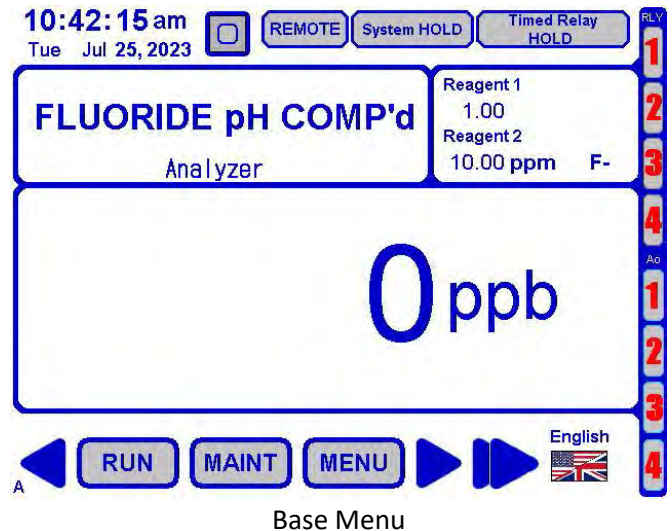 10:42:15 am
Tue Jul 25, 2023
REMOTE
System HOLD
Timed Relay
HOLD
RLY
1
2
3
4
Ao
1
2
3
4
FLUORIDE pH COMP'd
Analyzer
Reagent 1
1.00
Reagent 2
10.00 ppm F-
0 ppb
A
RUN
MAINT
MENU
English
Base Menu